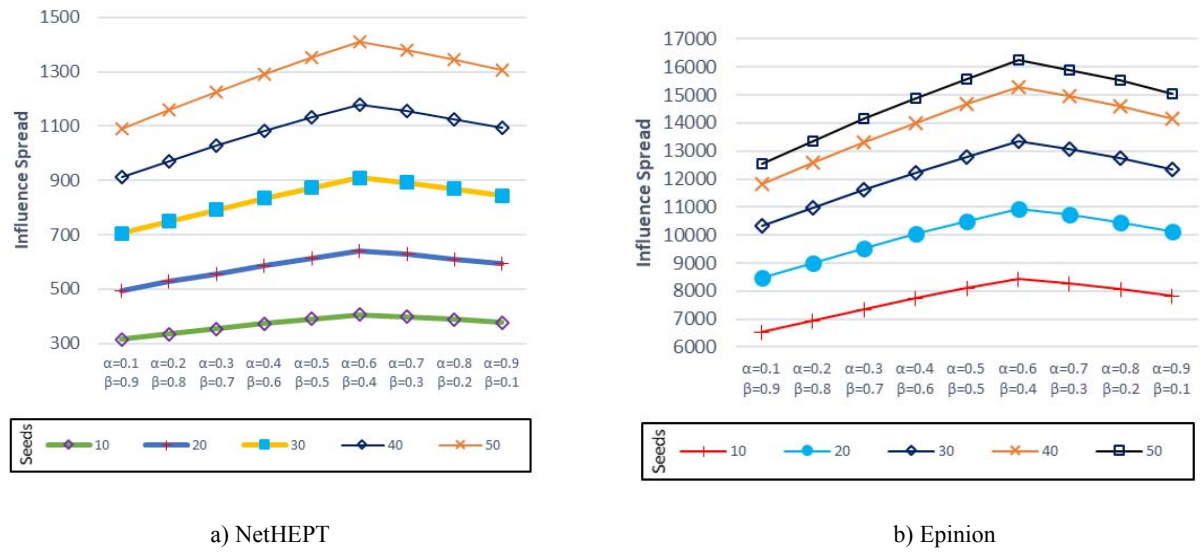 1500
1300
1100
900
700
500
300
Influence Spread
α=0.1 α=0.2 α=0.3 α=0.4 α=0.5 α=0.6 α=0.7 α=0.8 α=0.9
β=0.9 β=0.8 β=0.7 β=0.6 β=0.5 β=0.4 β=0.3 β=0.2 β=0.1
Seeds
10 20 30 40 50
a) NetHEPT
17000
16000
15000
14000
13000
12000
11000
10000
9000
8000
7000
6000
Influence Spread
α=0.1 α=0.2 α=0.3 α=0.4 α=0.5 α=0.6 α=0.7 α=0.8 α=0.9
β=0.9 β=0.8 β=0.7 β=0.6 β=0.5 β=0.4 β=0.3 β=0.2 β=0.1
Seeds
10 20 30 40 50
b) Epinion